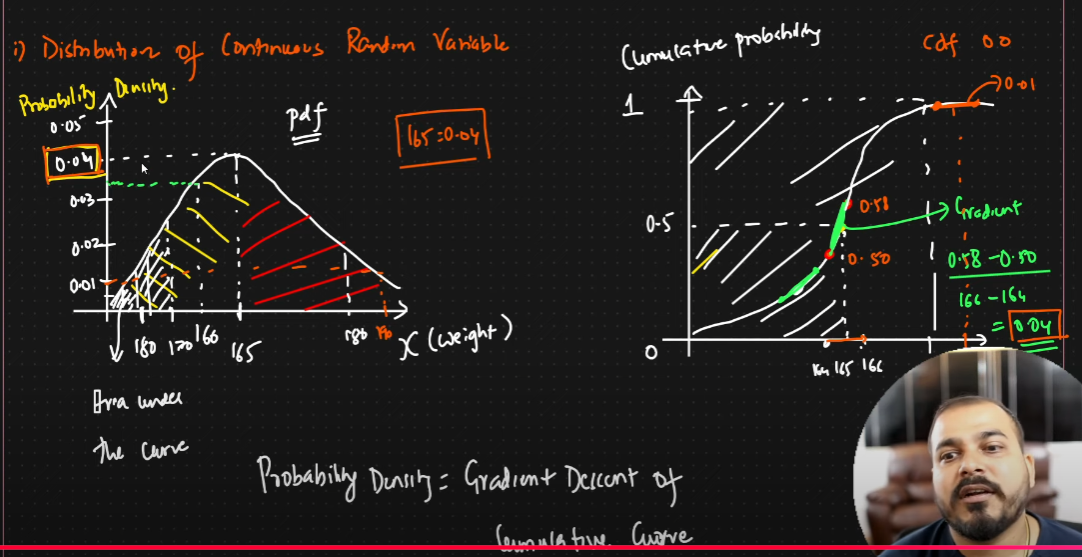 i) Distribution of Continuous Random Variable
Probability Density.
0.05
0.04
0.03
0.02
0.01
pdf
165=0.04
180 170 160 165 180
X (weight)
Area under
the curve
Cumulative probability
cdf
0.01
1
0.5
0
0.58
Gradient
0.50
0.58-0.50
166-164
= 0.04
164 165 166
Probability Density = Gradient Descent of
Cumulative Curve